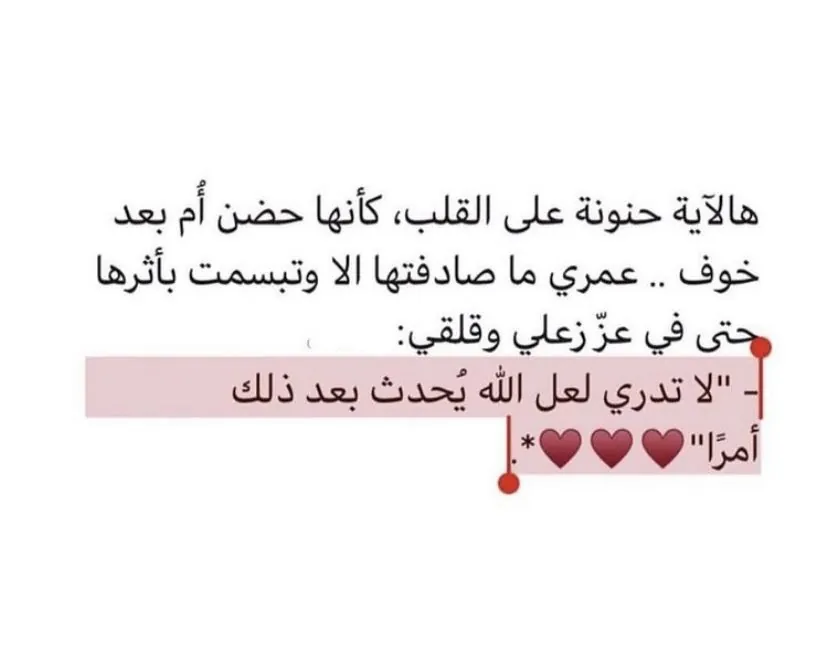 هالآية حنونة على القلب، كأنها حضن أُم بعد
خوف .. عمري ما صادفتها الا وتبسمت بأثرها
حتى في عزّ زعلي وقلقي:
- "لا تدري لعل الله يُحدث بعد ذلك
أمرًا"♥♥♥*.